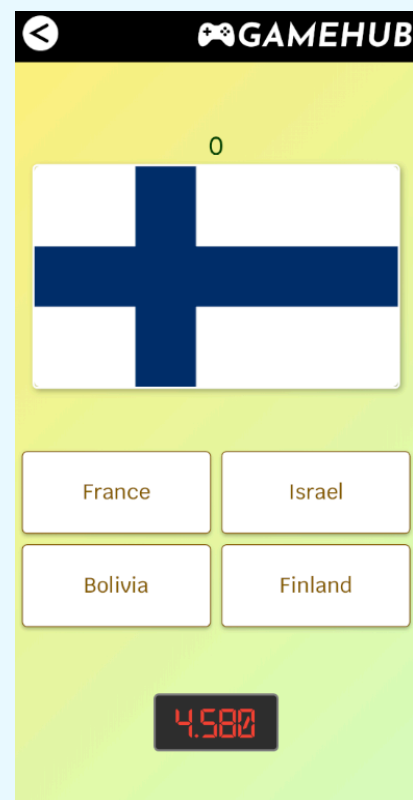 GAMEHUB
0
France
Israel
Bolivia
Finland
4.580